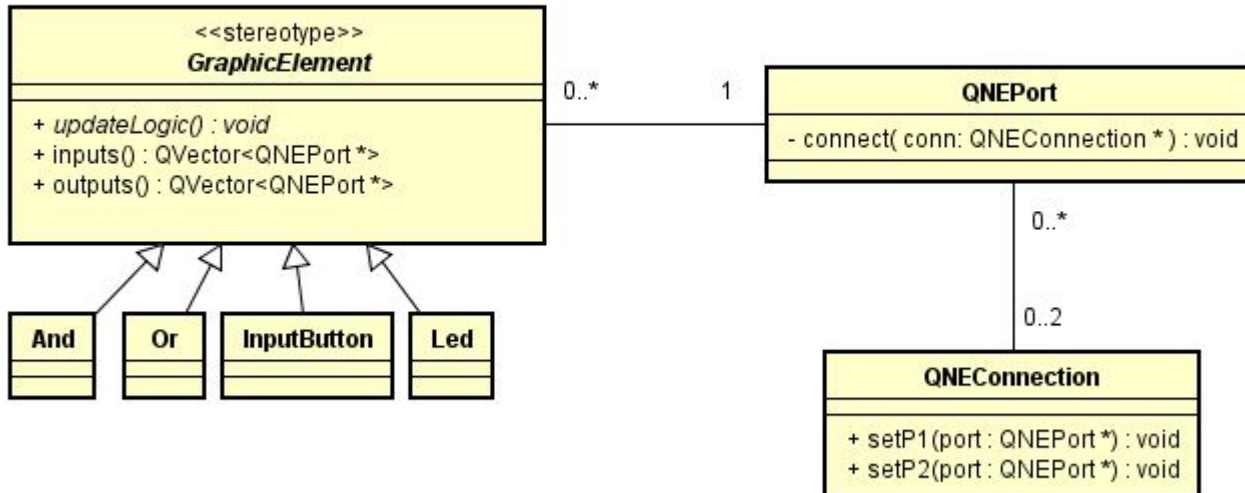 <<stereotype>>
GraphicElement
+ updateLogic() : void
+ inputs() : QVector<QNEPort *>
+ outputs() : QVector<QNEPort *>
0..*
1
QNEPort
- connect( conn: QNEConnection * ) : void
0..*
0..2
And
Or
InputButton
Led
QNEConnection
+ setP1(port : QNEPort *) : void
+ setP2(port : QNEPort *) : void